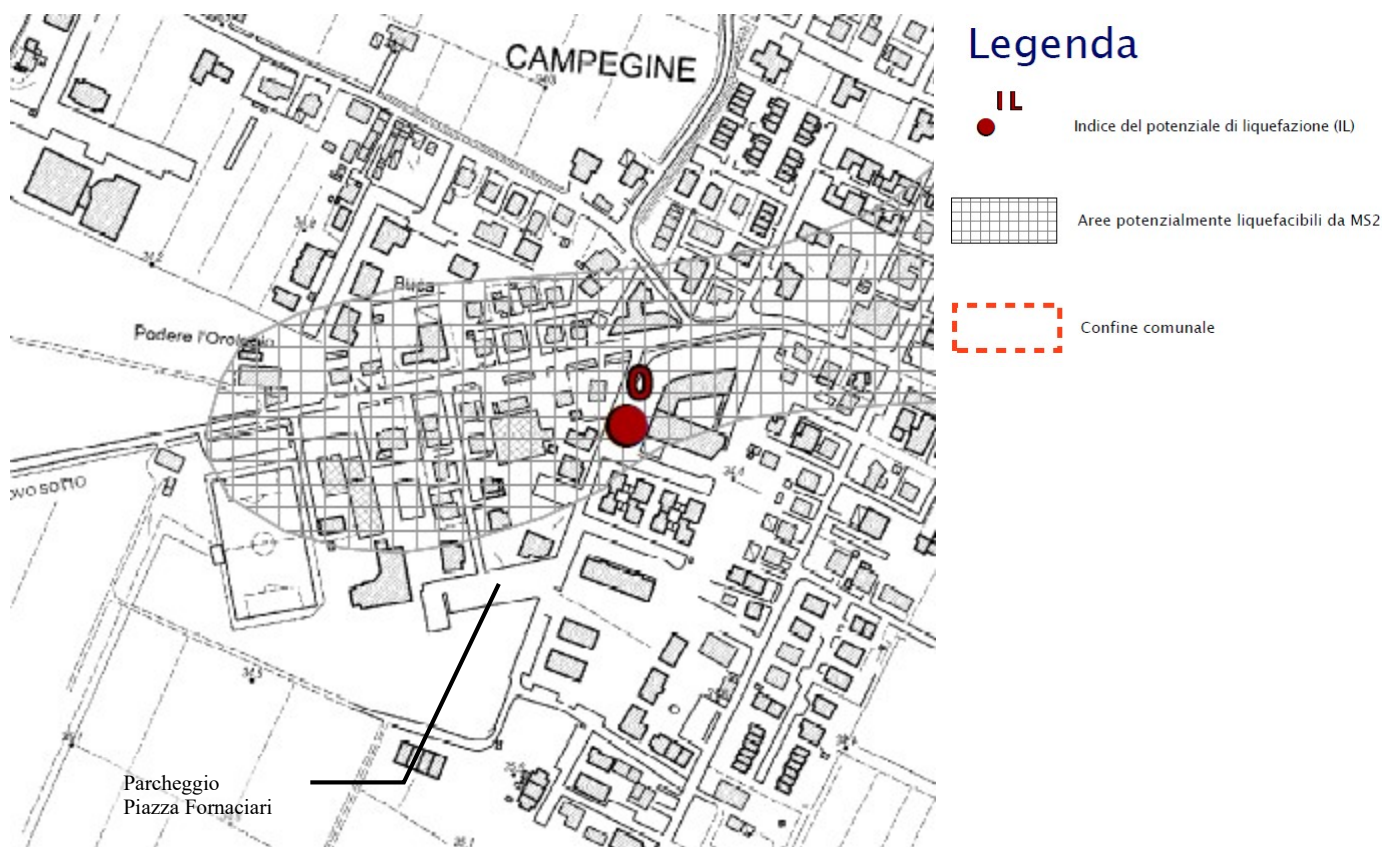 CAMPEGINE
Buca
Podere l'Orologio
0
Parcheggio
Piazza Fornaciari
Legenda
IL
Indice del potenziale di liquefazione (IL)
Aree potenzialmente liquefacibili da MS2
Confine comunale